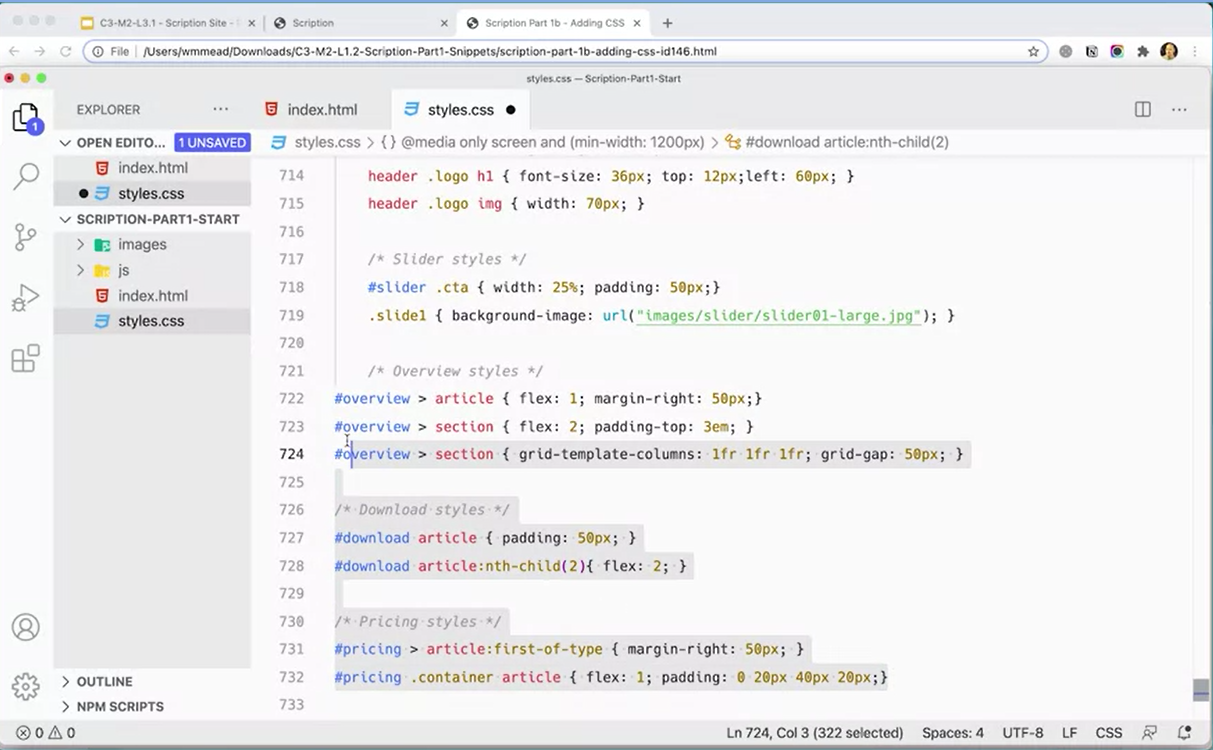 C3-M2-L3.1 - Scription Site -
Scription
Scription Part 1b - Adding CSS
File /Users/wmmead/Downloads/C3-M2-L1.2-Scription-Part1-Snippets/scription-part-1b-adding-css-id146.html
styles.css — Scription-Part1-Start
EXPLORER
index.html
styles.css
1
OPEN EDITO... 1 UNSAVED
styles.css > { } @media only screen and (min-width: 1200px) > #download article:nth-child(2)
index.html
styles.css
SCRIPTION-PART1-START
images
js
index.html
styles.css
714 header .logo h1 { font-size: 36px; top: 12px;left: 60px; }
715 header .logo img { width: 70px; }
716
717 /* Slider styles */
718 #slider .cta { width: 25%; padding: 50px;}
719 .slide1 { background-image: url("images/slider/slider01-large.jpg"); }
720
721 /* Overview styles */
722 #overview > article { flex: 1; margin-right: 50px;}
723 #overview > section { flex: 2; padding-top: 3em; }
724 #overview > section { grid-template-columns: 1fr 1fr 1fr; grid-gap: 50px; }
725
726 /* Download styles */
727 #download article { padding: 50px; }
728 #download article:nth-child(2){ flex: 2; }
729
730 /* Pricing styles */
731 #pricing > article:first-of-type { margin-right: 50px; }
732 #pricing .container article { flex: 1; padding: 0 20px 40px 20px;}
733
OUTLINE
NPM SCRIPTS
0 0
Ln 724, Col 3 (322 selected) Spaces: 4 UTF-8 LF CSS